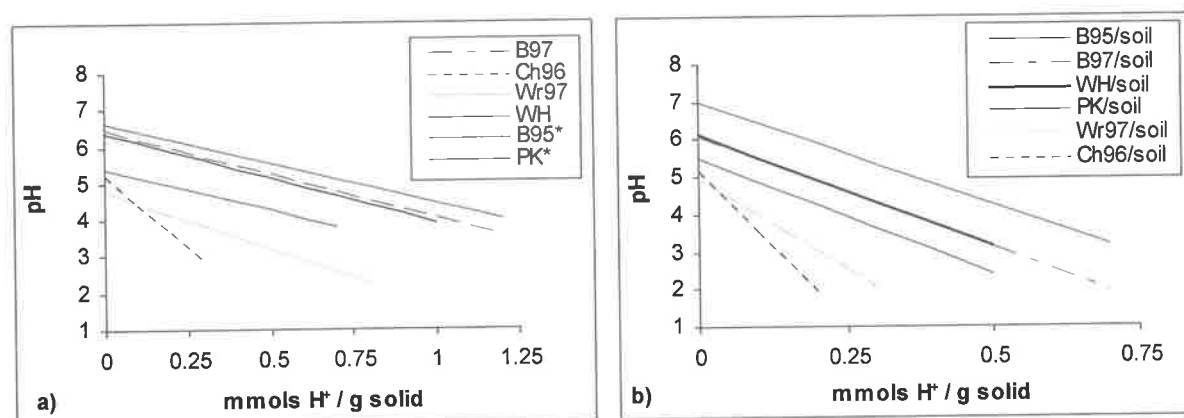 B97
Ch96
Wr97
WH
B95*
PK*
8
7
6
5
4
3
2
1
pH
0
0.25
0.5
0.75
1
1.25
a)
mmols H⁺ / g solid
B95/soil
B97/soil
WH/soil
PK/soil
Wr97/soil
Ch96/soil
8
7
6
5
4
3
2
1
pH
0
0.25
0.5
0.75
b)
mmols H⁺ / g solid